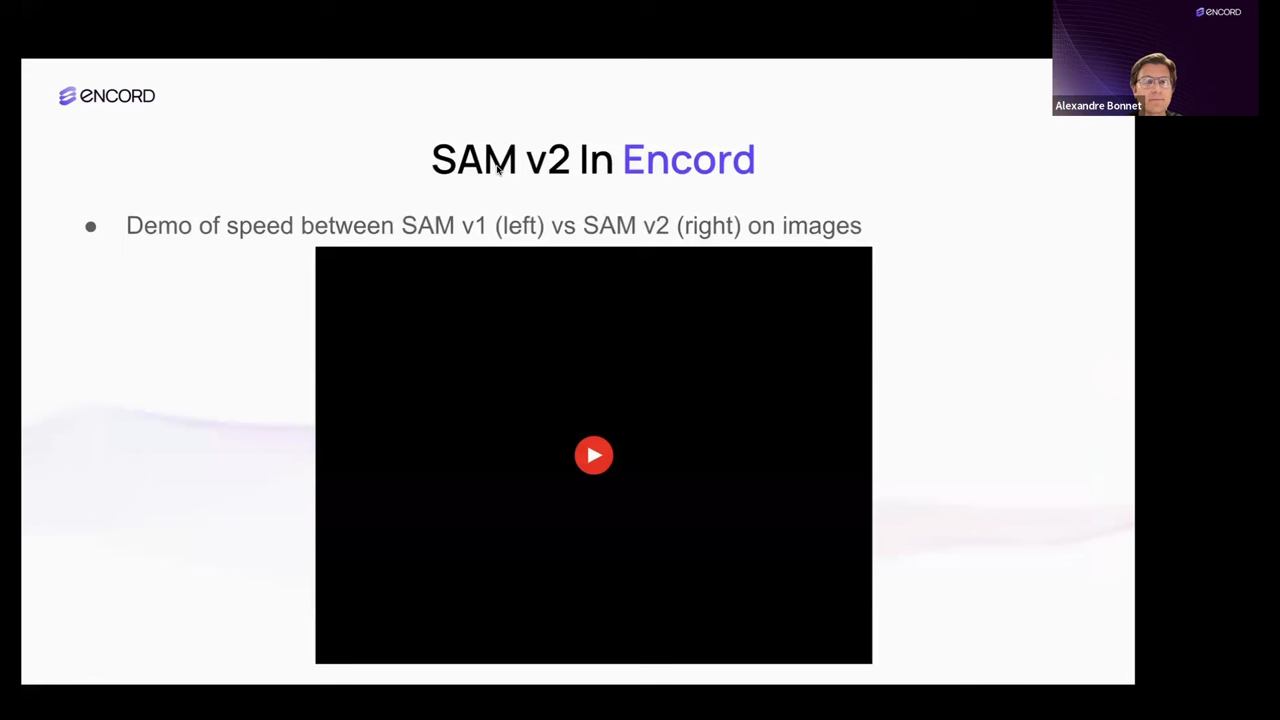 ENCORD
Alexandre Bonnet
ENCORD
SAM v2 In Encord
● Demo of speed between SAM v1 (left) vs SAM v2 (right) on images